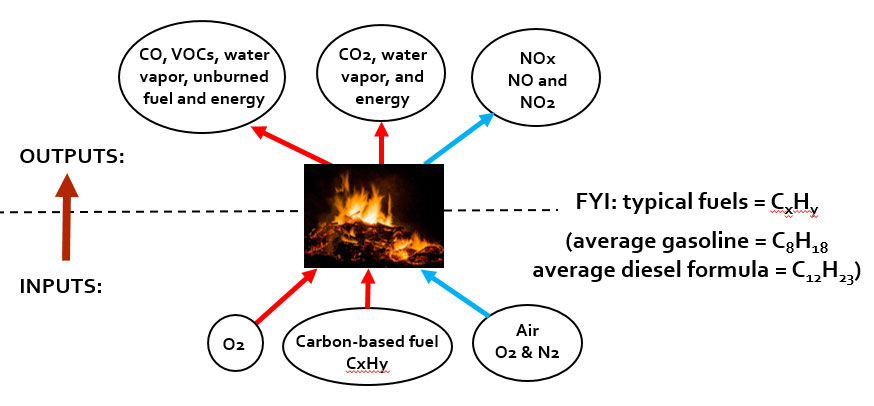 CO, VOCs, water
vapor, unburned
fuel and energy
CO2, water
vapor, and
energy
NOx
NO and
NO2
OUTPUTS:
FYI: typical fuels = CₓHᵧ
(average gasoline = C₈H₁₈
average diesel formula = C₁₂H₂₃)
INPUTS:
O2
Carbon-based fuel
CxHy
Air
O2 & N2